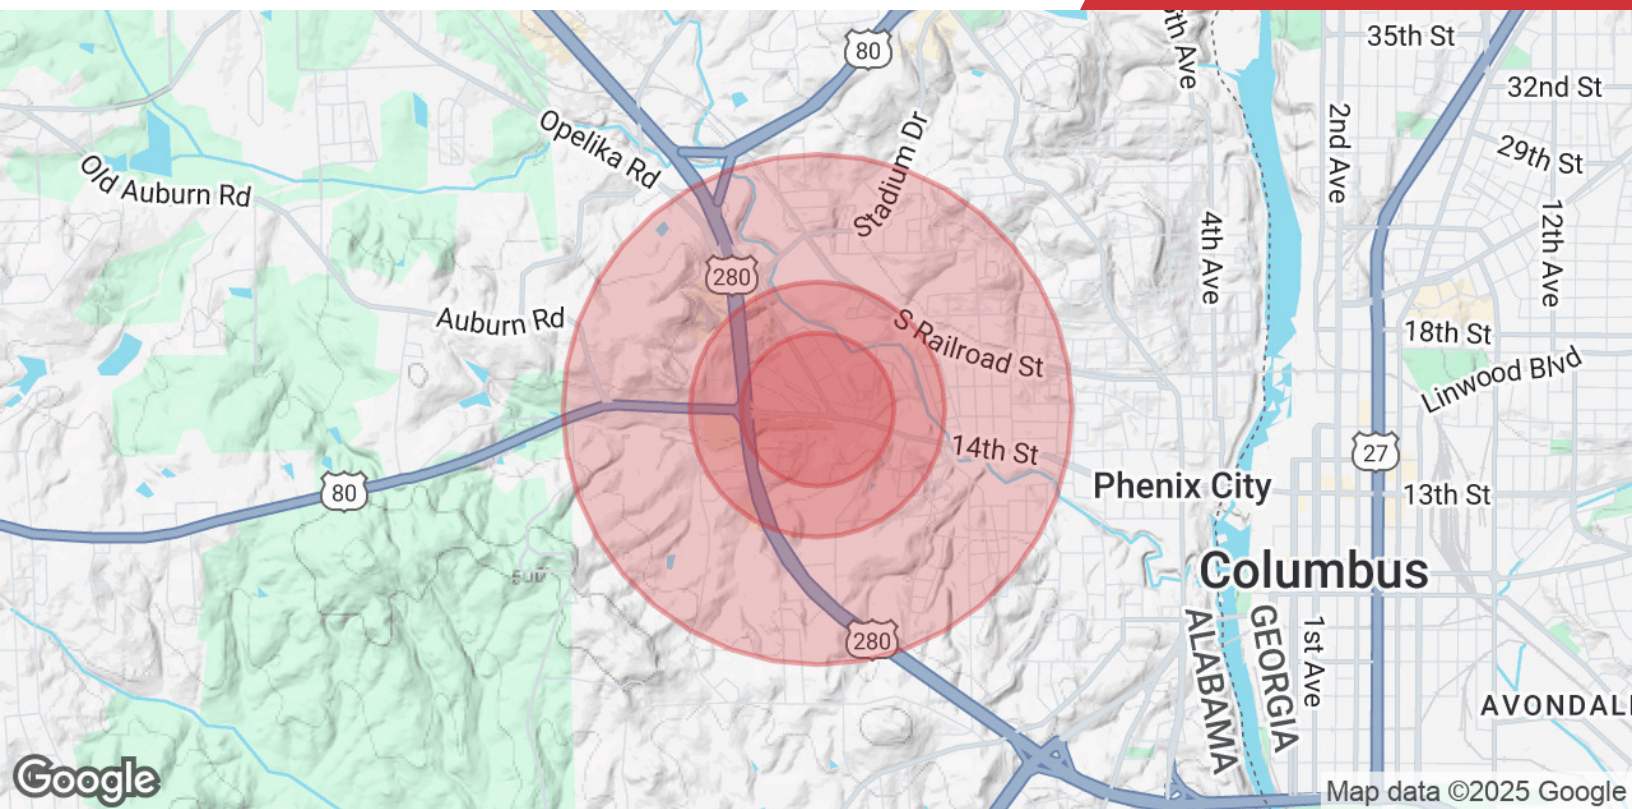 6th Ave
35th St
80
32nd St
2nd Ave
Opelika Rd
Stadium Dr
29th St
Old Auburn Rd
4th Ave
12th Ave
280
Auburn Rd
S Railroad St
18th St
Linwood Blvd
14th St
27
80
Phenix City
13th St
Columbus
280
ALABAMA
GEORGIA
1st Ave
Google
Map data ©2025 Google